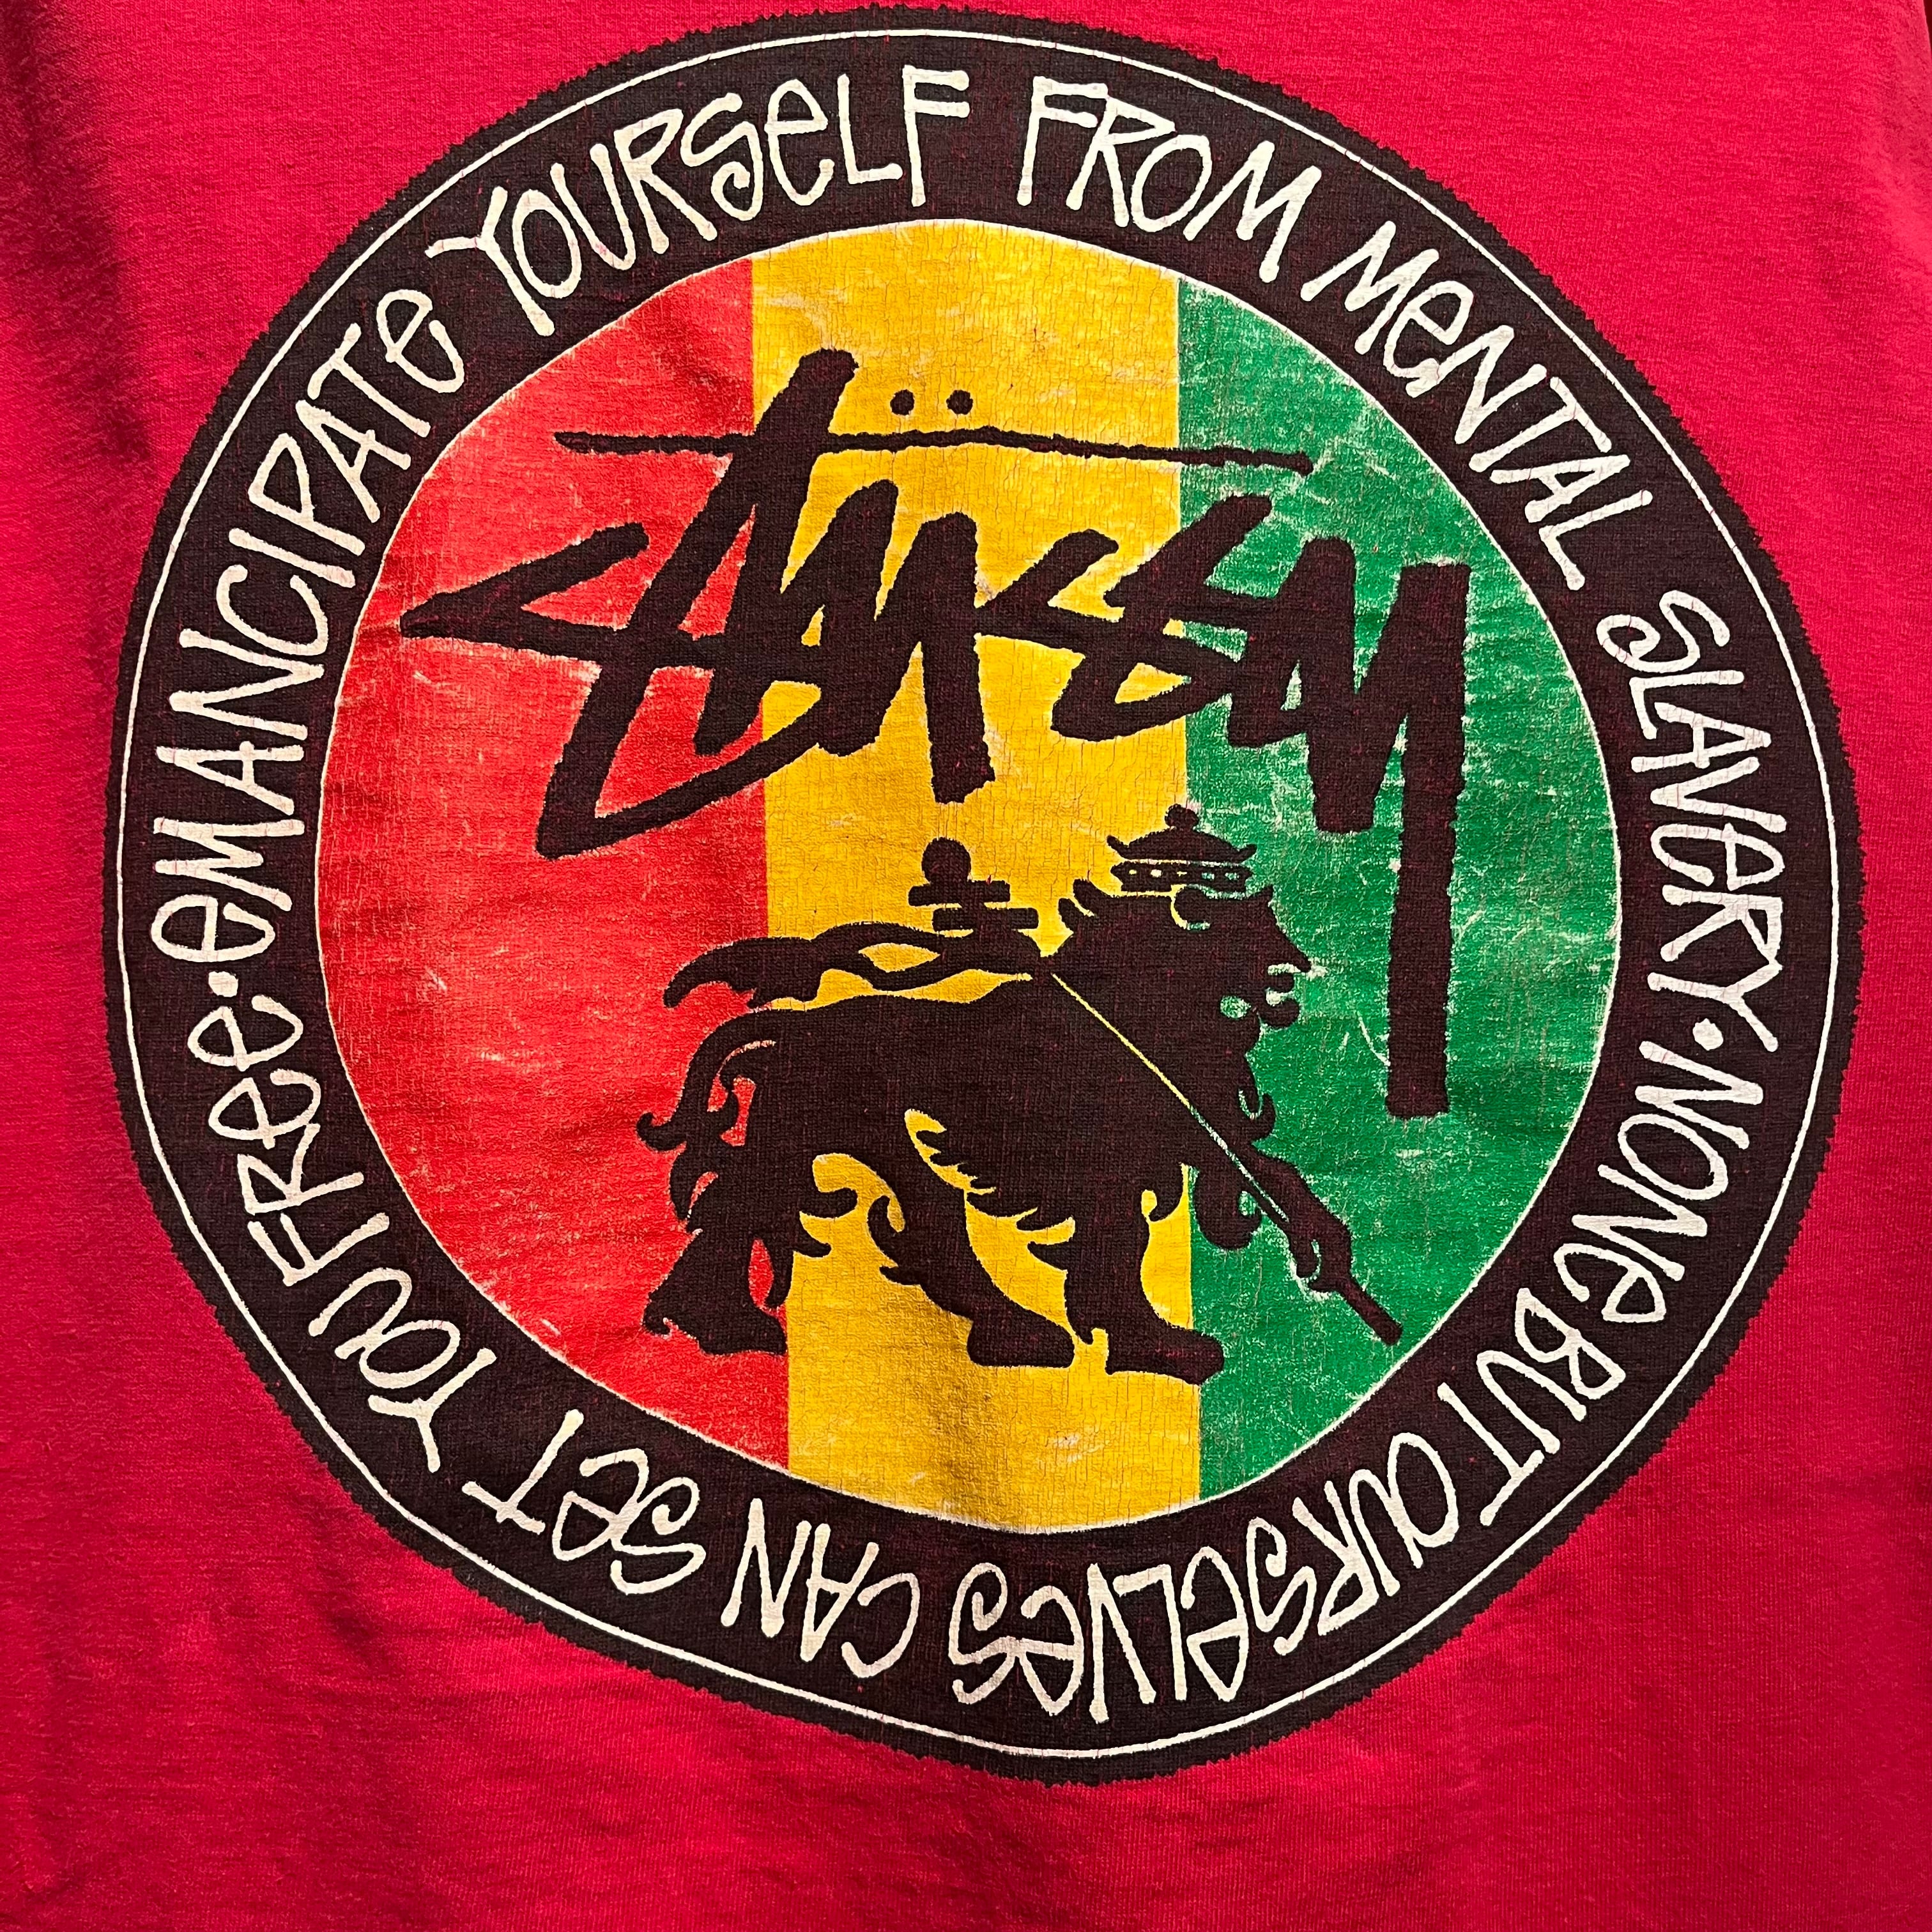 eMANCIPATe YOURSeLF FROM MeNTAL SLAVeRY · NONe BUT OURSeLVeS CAN SeT YOU FRee ·
Stüssy